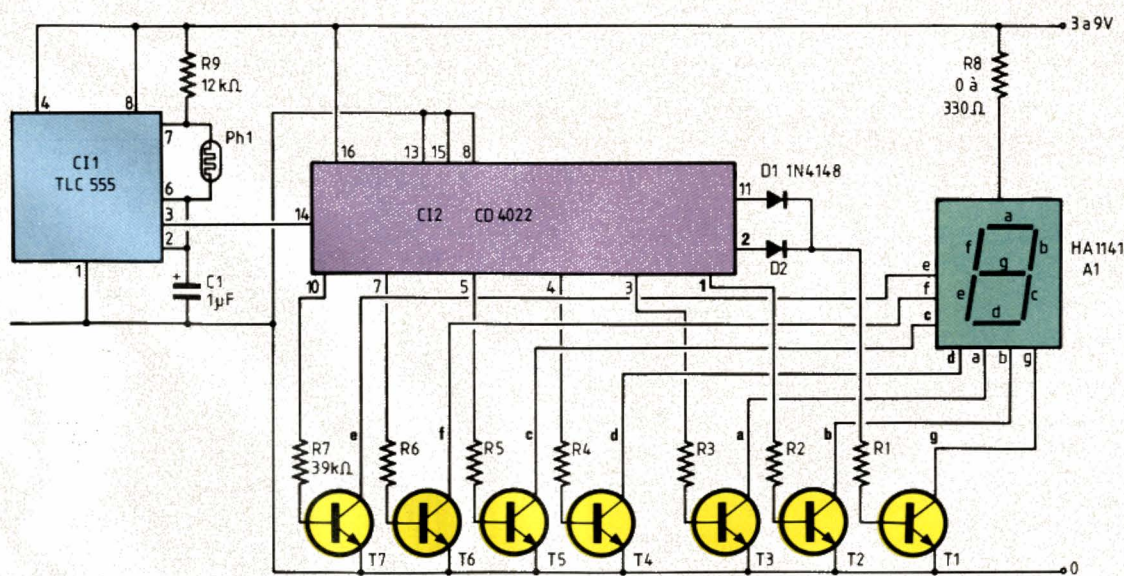 3 a 9V
R9
12kΩ
R8
0 à
330Ω
4
8
7
Ph1
CI1
TLC 555
6
3
2
1
C1
+
1µF
16
13
15
8
14
CI2 CD 4022
11
2
D1 1N4148
D2
10
7
5
4
3
1
a
f
b
g
e
c
d
HA1141
A1
e
f
c
d
a
b
g
e
f
c
d
a
b
g
R7
39kΩ
R6
R5
R4
R3
R2
R1
T7
T6
T5
T4
T3
T2
T1
0